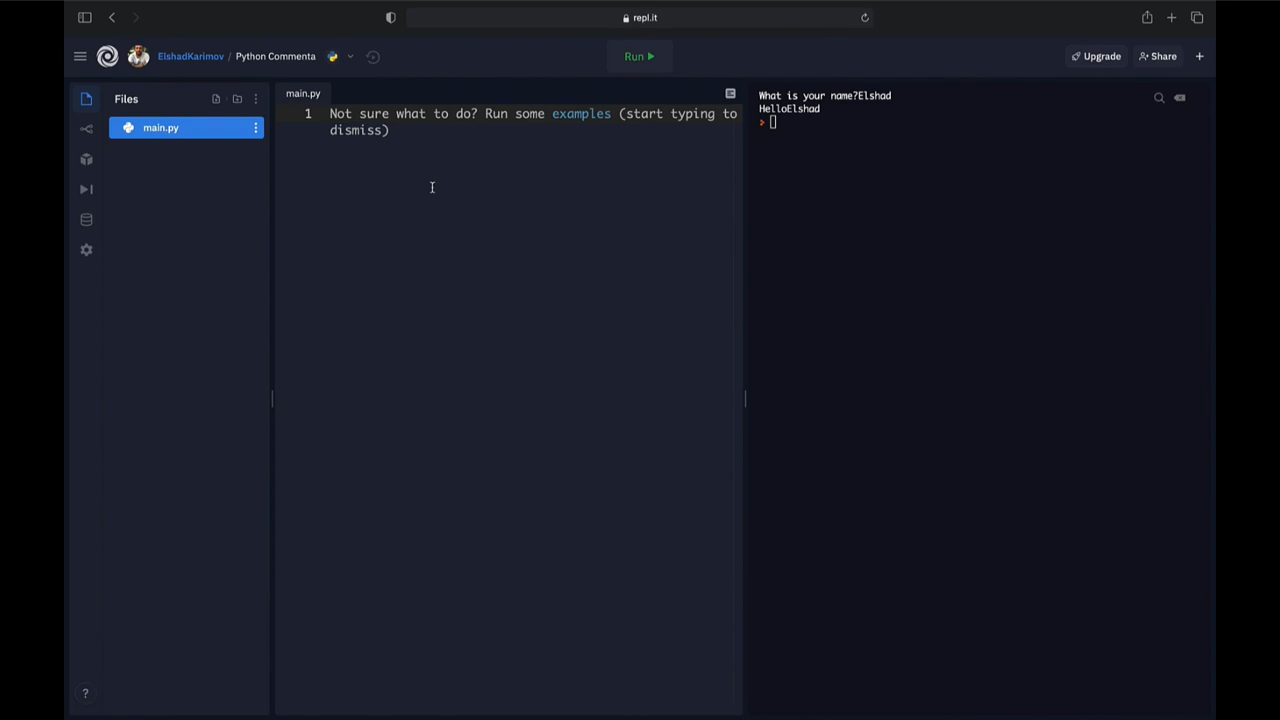 repl.it
ElshadKarimov / Python Commenta
Run
Upgrade
Share
Files
main.py
main.py
1 Not sure what to do? Run some examples (start typing to
dismiss)
What is your name?Elshad
HelloElshad
>
?